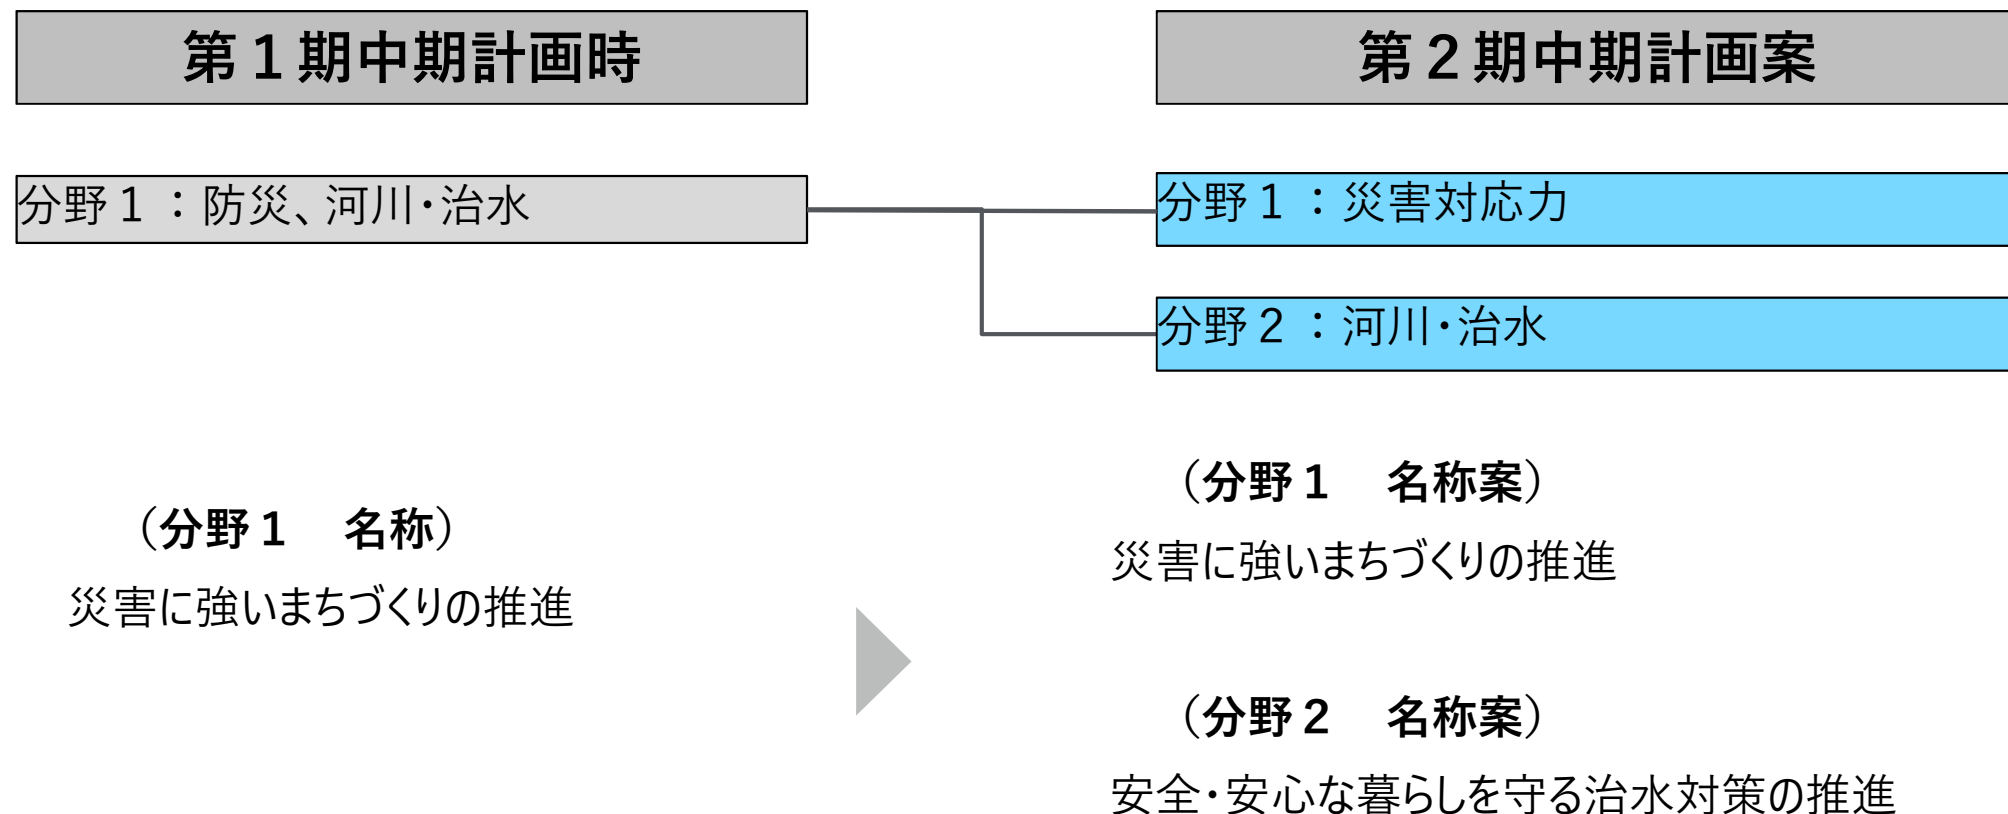 第１期中期計画時
第２期中期計画案
分野１：防災、河川・治水
分野１：災害対応力
分野２：河川・治水
（分野１　名称）
災害に強いまちづくりの推進
（分野１　名称案）
災害に強いまちづくりの推進
（分野２　名称案）
安全・安心な暮らしを守る治水対策の推進